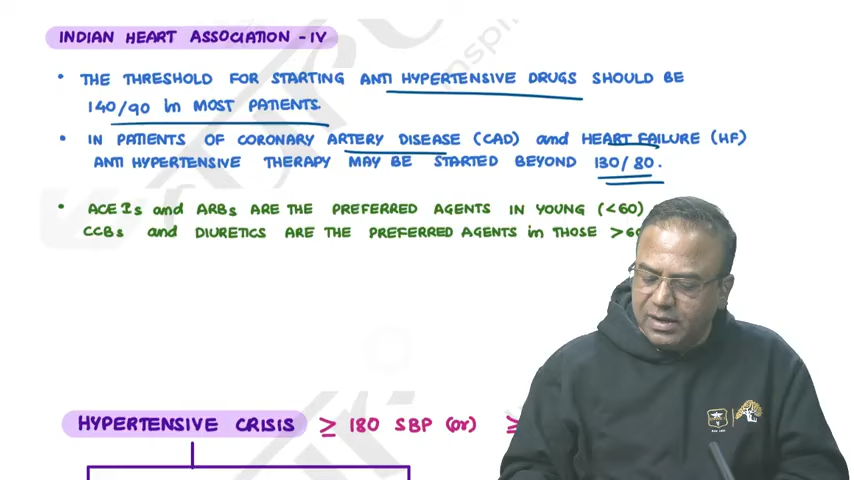 INDIAN HEART ASSOCIATION - IV
• THE THRESHOLD FOR STARTING ANTI HYPERTENSIVE DRUGS SHOULD BE
140/90 in MOST PATIENTS.
• IN PATIENTS OF CORONARY ARTERY DISEASE (CAD) and HEART FAILURE (HF)
ANTI HYPERTENSIVE THERAPY MAY BE STARTED BEYOND 130/80.
• ACEIs and ARBs ARE THE PREFERRED AGENTS IN YOUNG (<60)
CCBs and DIURETICS ARE THE PREFERRED AGENTS in THOSE >60
HYPERTENSIVE CRISIS ≥ 180 SBP (or) ≥